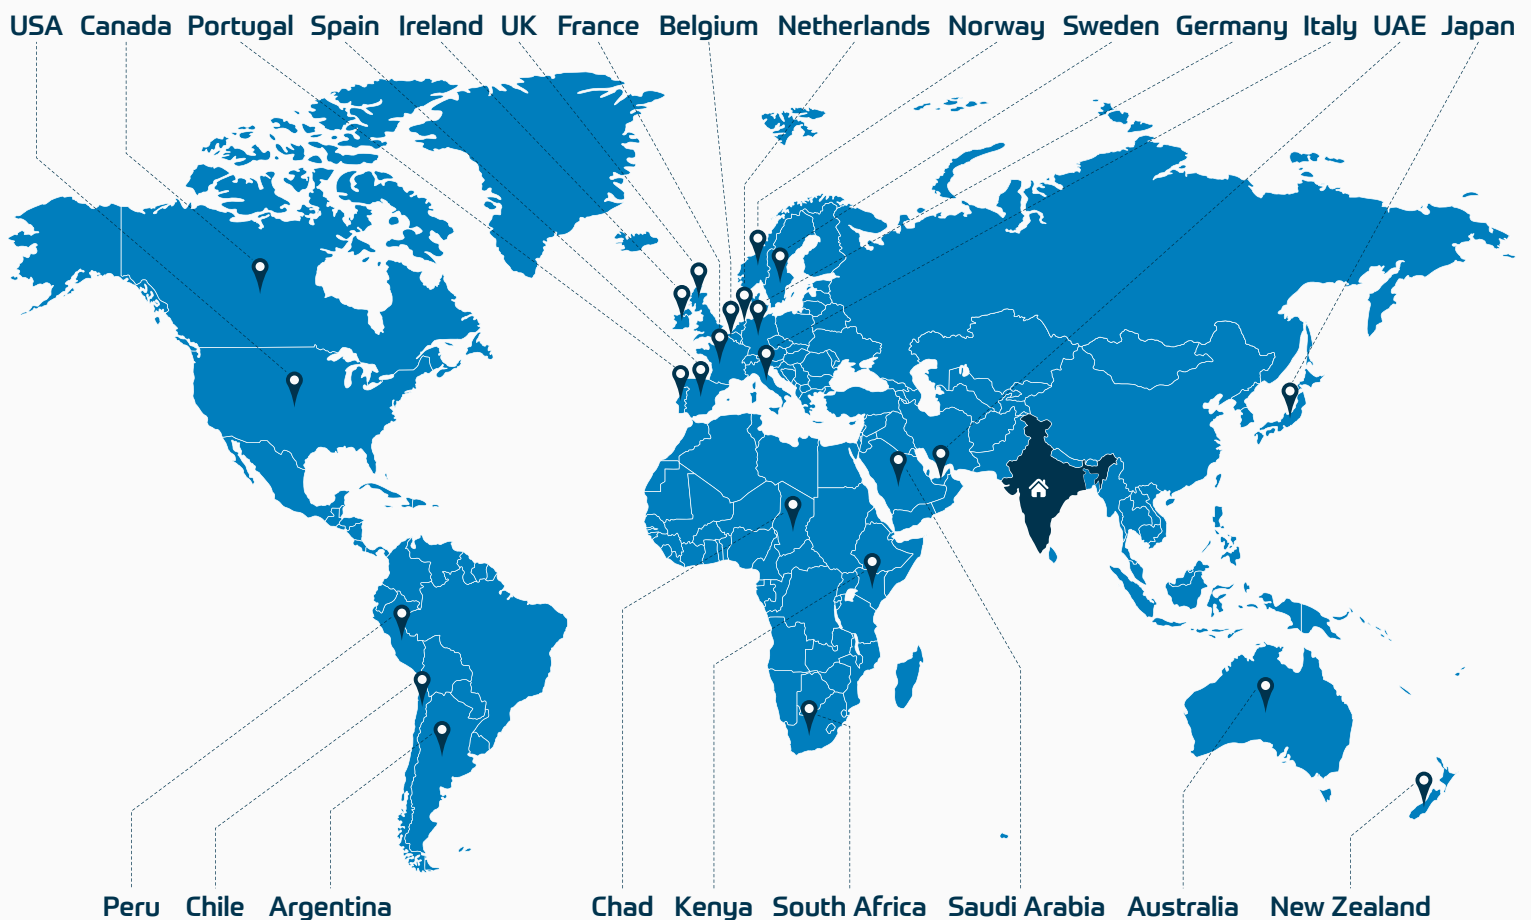 USA Canada Portugal Spain Ireland UK France Belgium Netherlands Norway Sweden Germany Italy UAE Japan
Peru Chile Argentina Chad Kenya South Africa Saudi Arabia Australia New Zealand